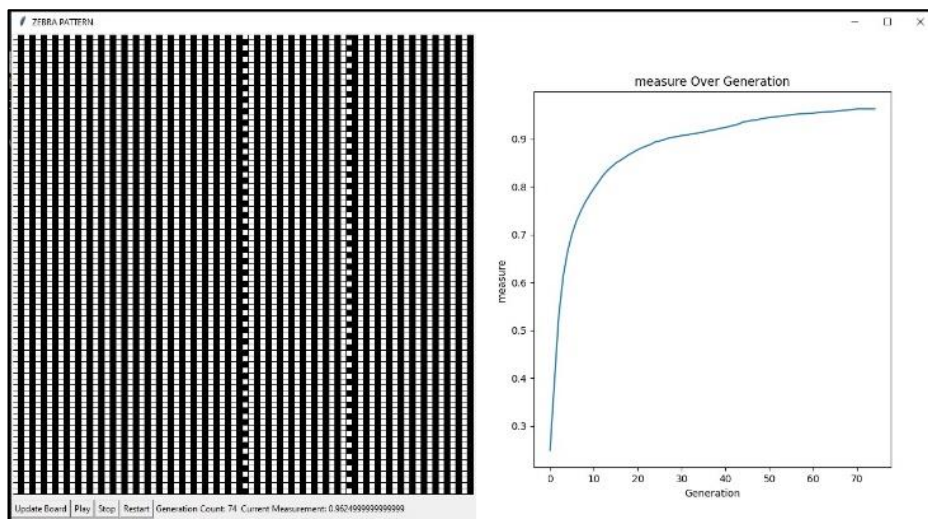 ZEBRA PATTERN
measure Over Generation
0.9
0.8
0.7
0.6
0.5
0.4
0.3
measure
0 10 20 30 40 50 60 70
Generation
Update Board Play Stop Restart Generation Count: 74 Current Measurement: 0.9624999999999999